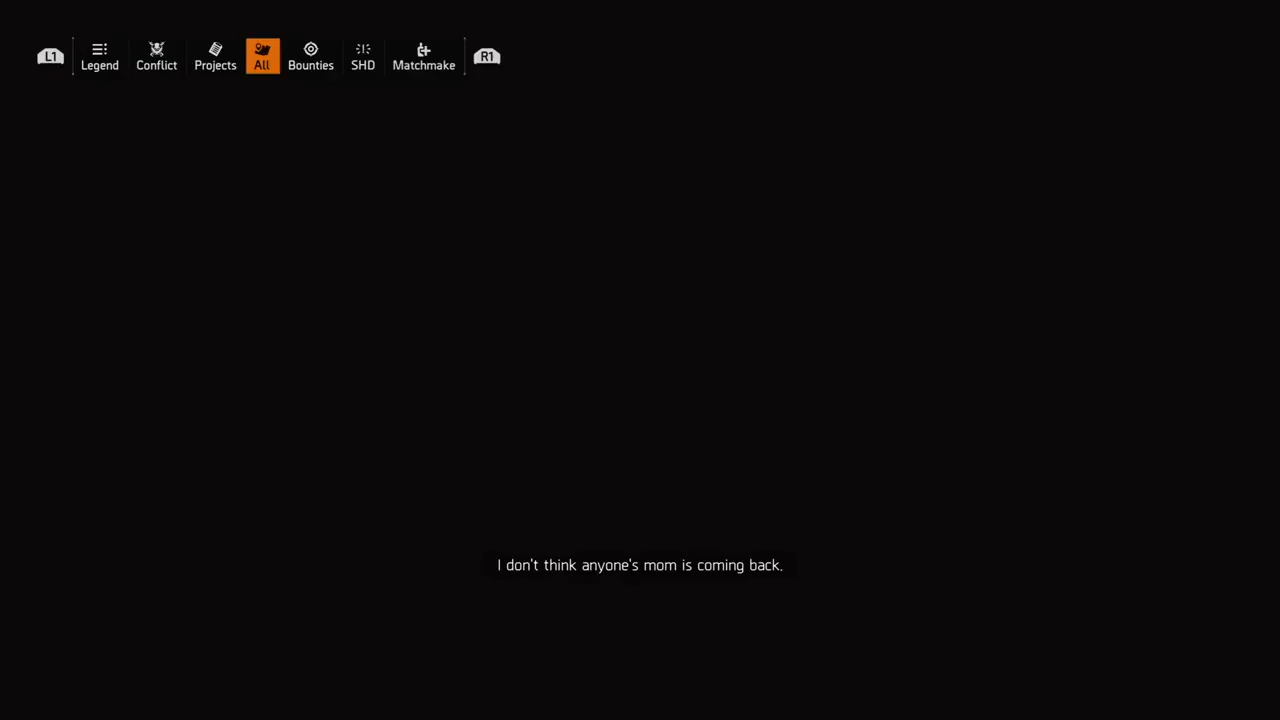 L1 Legend Conflict Projects All Bounties SHD Matchmake R1
I don't think anyone's mom is coming back.